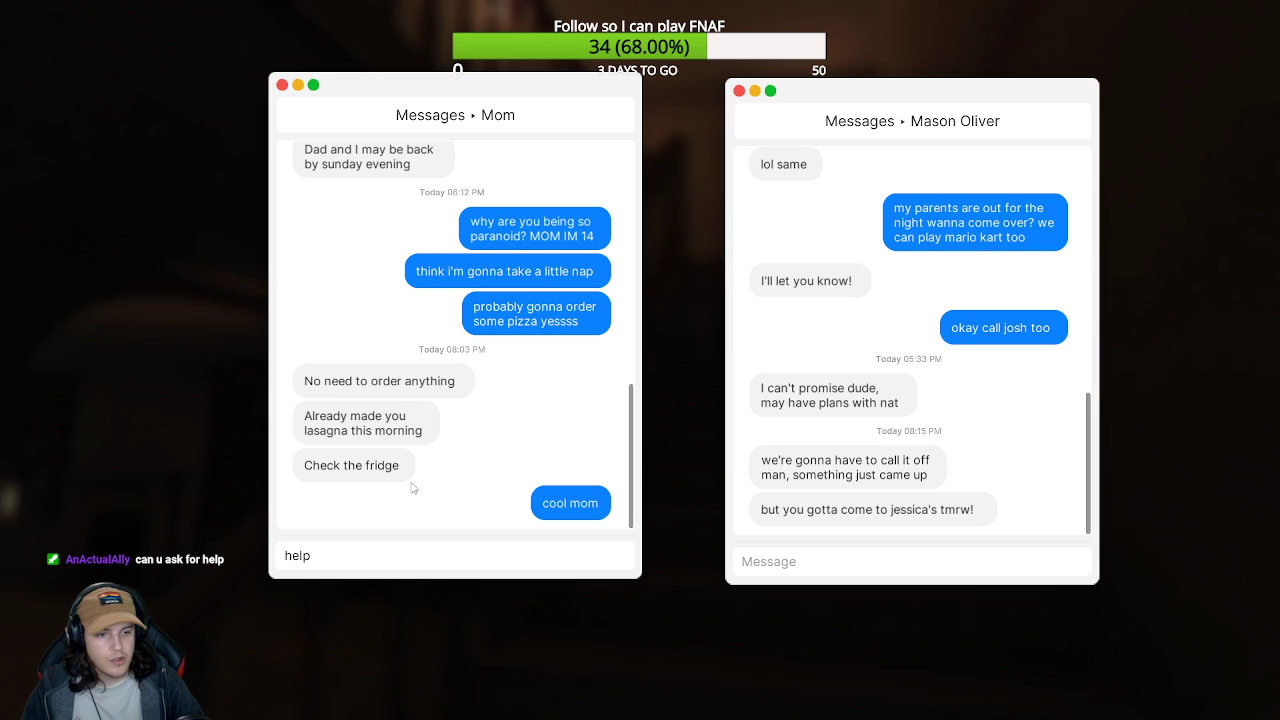 Follow so I can play FNAF
34 (68.00%)
0
3 DAYS TO GO
50
Messages ‣ Mom
Dad and I may be back
by sunday evening
Today 06:12 PM
why are you being so
paranoid? MOM IM 14
think i'm gonna take a little nap
probably gonna order
some pizza yessss
Today 08:03 PM
No need to order anything
Already made you
lasagna this morning
Check the fridge
cool mom
help
Messages ‣ Mason Oliver
lol same
my parents are out for the
night wanna come over? we
can play mario kart too
I'll let you know!
okay call josh too
Today 05:33 PM
I can't promise dude,
may have plans with nat
Today 08:15 PM
we're gonna have to call it off
man, something just came up
but you gotta come to jessica's tmrw!
Message
AnActualAlly can u ask for help